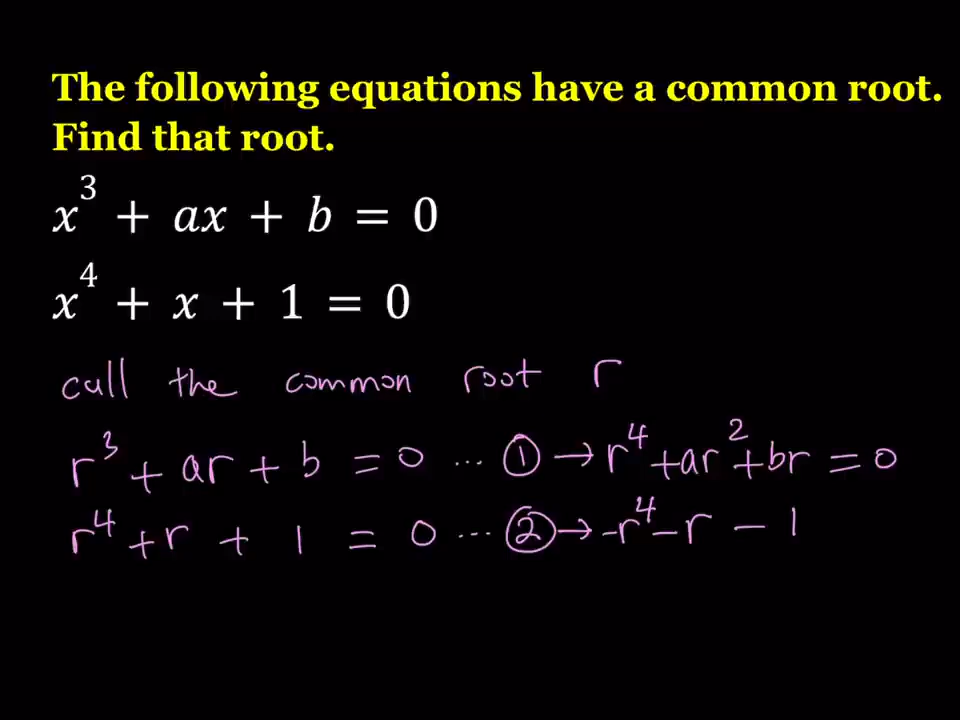 The following equations have a common root.
Find that root.
x³ + ax + b = 0
x⁴ + x + 1 = 0
call the common root r
r³ + ar + b = 0 ... ① → r⁴ + ar² + br = 0
r⁴ + r + 1 = 0 ... ② → -r⁴ - r - 1